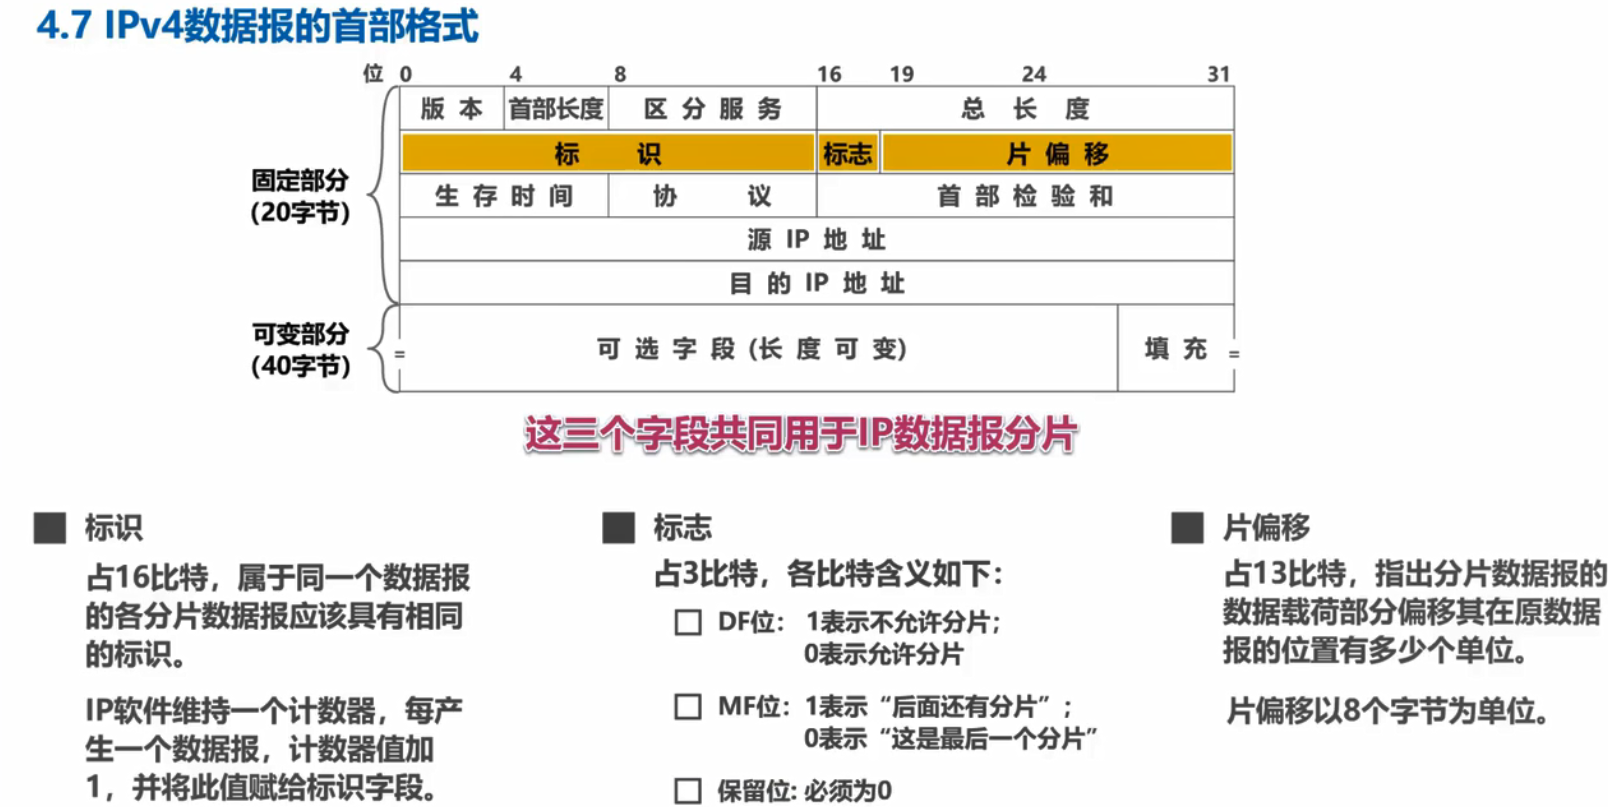 4.7 IPv4数据报的首部格式
位 0 4 8 16 19 24 31
版 本 首部长度 区 分 服 务 总 长 度
标 识 标志 片 偏 移
固定部分
(20字节)
生 存 时 间 协 议 首 部 检 验 和
源 IP 地 址
目 的 IP 地 址
可变部分
(40字节)
可 选 字 段 (长 度 可 变) 填 充
这三个字段共同用于IP数据报分片
标识
占16比特，属于同一个数据报
的各分片数据报应该具有相同
的标识。
IP软件维持一个计数器，每产
生一个数据报，计数器值加
1，并将此值赋给标识字段。
标志
占3比特，各比特含义如下：
DF位： 1表示不允许分片；
0表示允许分片
MF位：1表示“后面还有分片”；
0表示“这是最后一个分片”
保留位: 必须为0
片偏移
占13比特，指出分片数据报的
数据载荷部分偏移其在原数据
报的位置有多少个单位。
片偏移以8个字节为单位。